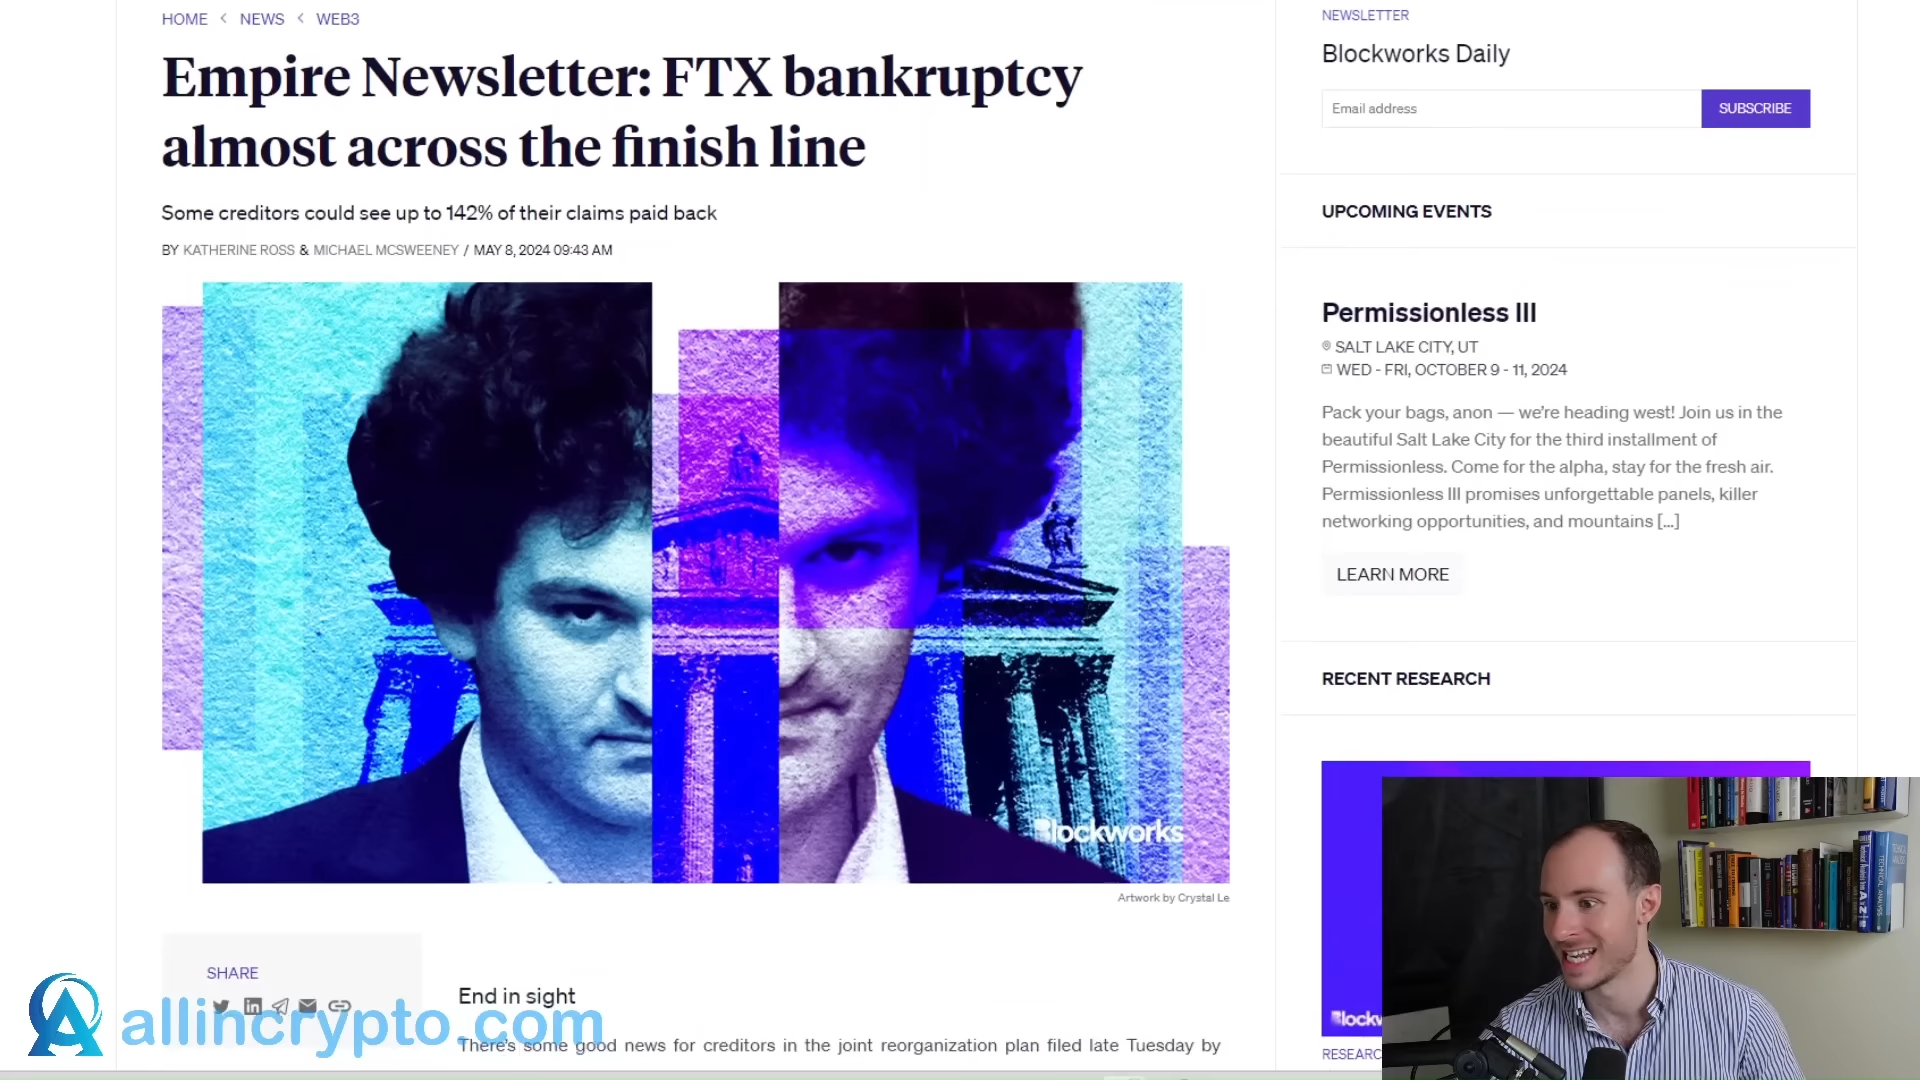 HOME < NEWS < WEB3
Empire Newsletter: FTX bankruptcy
almost across the finish line
Some creditors could see up to 142% of their claims paid back
BY KATHERINE ROSS & MICHAEL MCSWEENEY / MAY 8, 2024 09:43 AM
Blockworks
Artwork by Crystal Le
SHARE
End in sight
There's some good news for creditors in the joint reorganization plan filed late Tuesday by
allincrypto.com
NEWSLETTER
Blockworks Daily
Email address
SUBSCRIBE
UPCOMING EVENTS
Permissionless III
SALT LAKE CITY, UT
WED - FRI, OCTOBER 9 - 11, 2024
Pack your bags, anon — we're heading west! Join us in the
beautiful Salt Lake City for the third installment of
Permissionless. Come for the alpha, stay for the fresh air.
Permissionless III promises unforgettable panels, killer
networking opportunities, and mountains [...]
LEARN MORE
RECENT RESEARCH
Blockw
RESEARC
TECHNICAL ANALYSIS